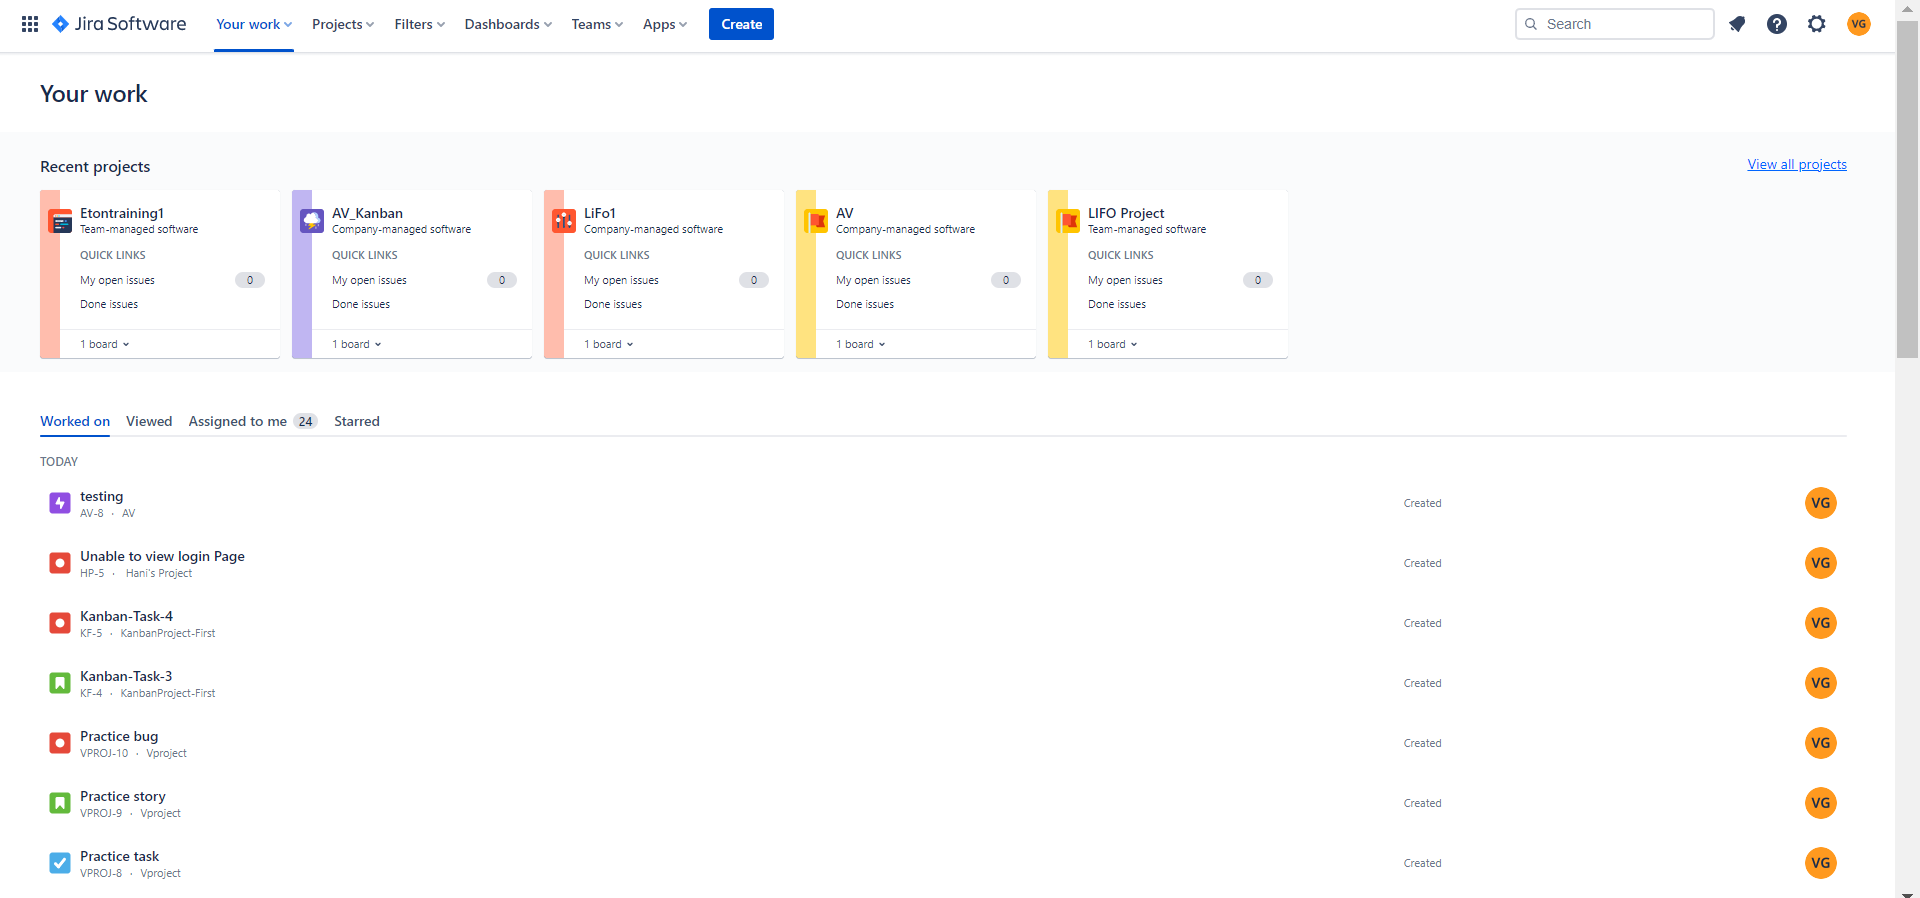 Jira Software Your work Projects Filters Dashboards Teams Apps Create Search VG
Your work
Recent projects View all projects
Etontraining1
Team-managed software
QUICK LINKS
My open issues 0
Done issues
1 board
AV_Kanban
Company-managed software
QUICK LINKS
My open issues 0
Done issues
1 board
LiFo1
Company-managed software
QUICK LINKS
My open issues 0
Done issues
1 board
AV
Company-managed software
QUICK LINKS
My open issues 0
Done issues
1 board
LIFO Project
Team-managed software
QUICK LINKS
My open issues 0
Done issues
1 board
Worked on Viewed Assigned to me 24 Starred
TODAY
testing
AV-8 · AV
Created VG
Unable to view login Page
HP-5 · Hani's Project
Created VG
Kanban-Task-4
KF-5 · KanbanProject-First
Created VG
Kanban-Task-3
KF-4 · KanbanProject-First
Created VG
Practice bug
VPROJ-10 · Vproject
Created VG
Practice story
VPROJ-9 · Vproject
Created VG
Practice task
VPROJ-8 · Vproject
Created VG